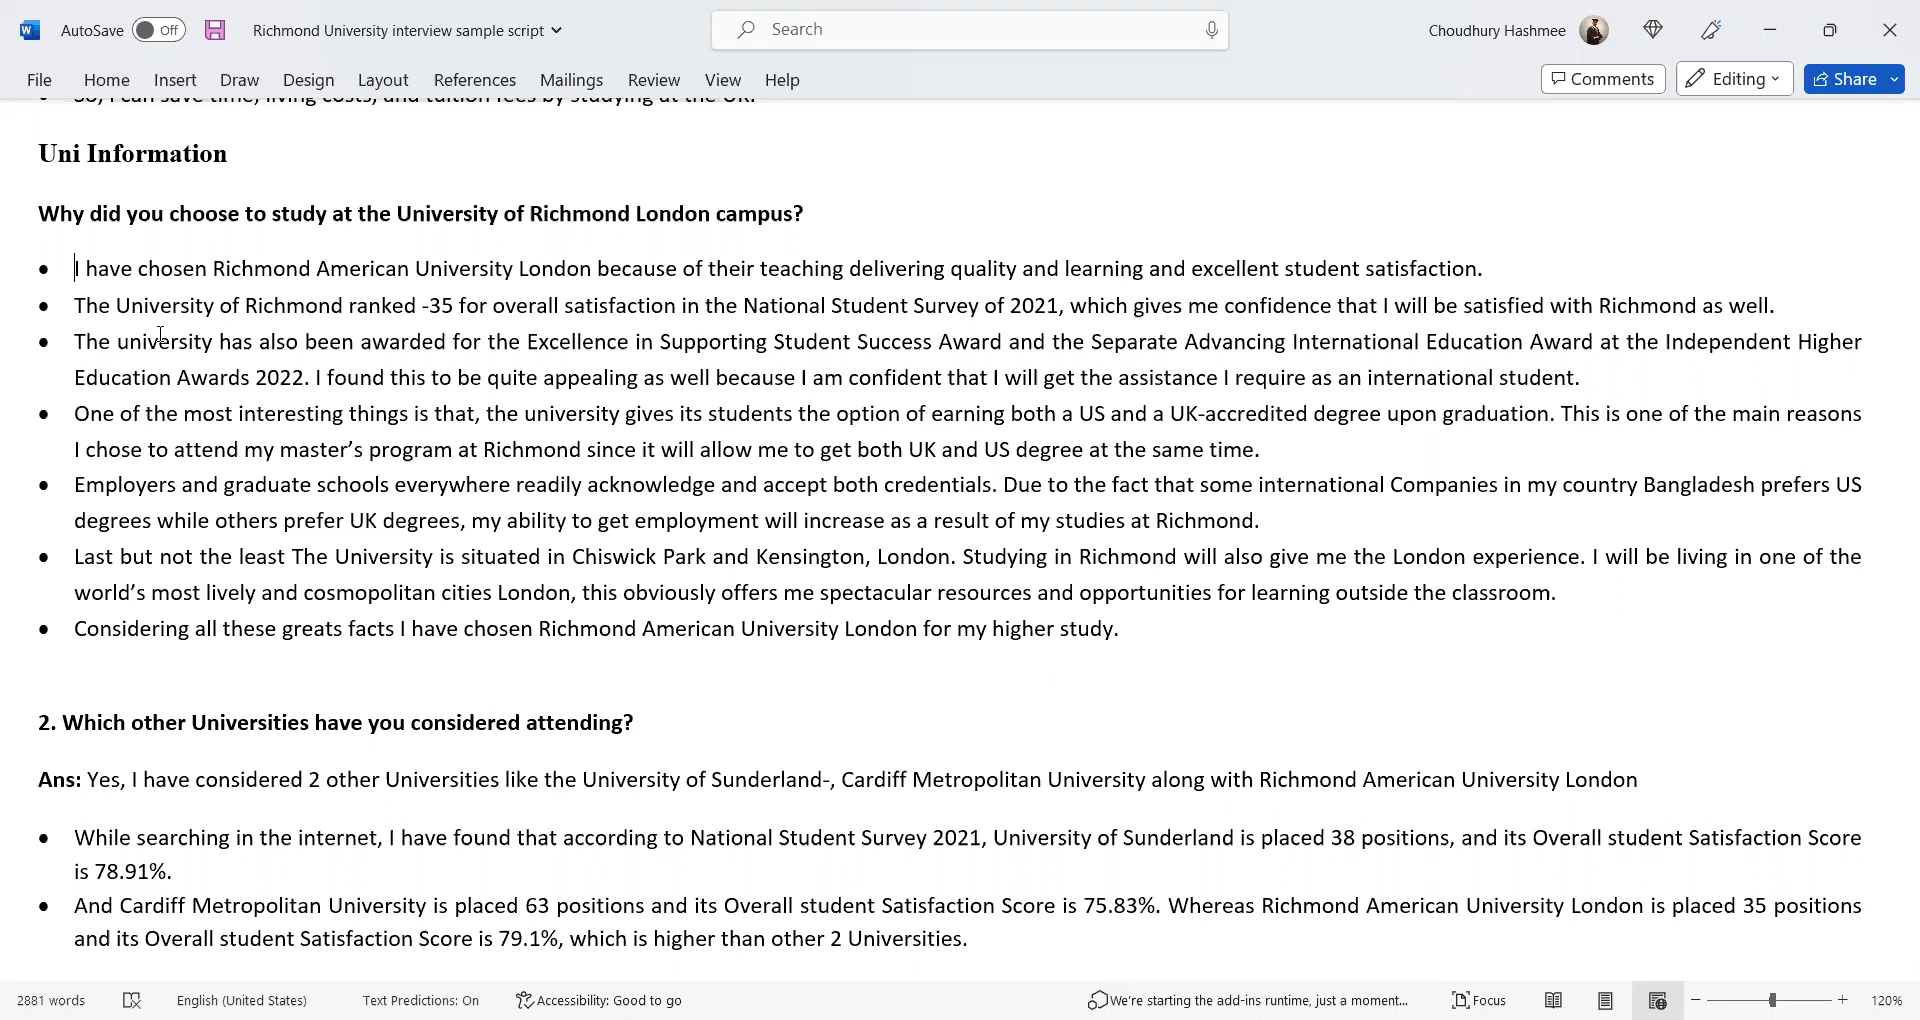 AutoSave Off Richmond University interview sample script Search Choudhury Hashmee
File Home Insert Draw Design Layout References Mailings Review View Help Comments Editing Share
So, I can save time, living costs, and tuition fees by studying at the UK.
Uni Information
Why did you choose to study at the University of Richmond London campus?
● I have chosen Richmond American University London because of their teaching delivering quality and learning and excellent student satisfaction.
● The University of Richmond ranked -35 for overall satisfaction in the National Student Survey of 2021, which gives me confidence that I will be satisfied with Richmond as well.
● The university has also been awarded for the Excellence in Supporting Student Success Award and the Separate Advancing International Education Award at the Independent Higher
Education Awards 2022. I found this to be quite appealing as well because I am confident that I will get the assistance I require as an international student.
● One of the most interesting things is that, the university gives its students the option of earning both a US and a UK-accredited degree upon graduation. This is one of the main reasons
I chose to attend my master’s program at Richmond since it will allow me to get both UK and US degree at the same time.
● Employers and graduate schools everywhere readily acknowledge and accept both credentials. Due to the fact that some international Companies in my country Bangladesh prefers US
degrees while others prefer UK degrees, my ability to get employment will increase as a result of my studies at Richmond.
● Last but not the least The University is situated in Chiswick Park and Kensington, London. Studying in Richmond will also give me the London experience. I will be living in one of the
world’s most lively and cosmopolitan cities London, this obviously offers me spectacular resources and opportunities for learning outside the classroom.
● Considering all these greats facts I have chosen Richmond American University London for my higher study.
2. Which other Universities have you considered attending?
Ans: Yes, I have considered 2 other Universities like the University of Sunderland-, Cardiff Metropolitan University along with Richmond American University London
● While searching in the internet, I have found that according to National Student Survey 2021, University of Sunderland is placed 38 positions, and its Overall student Satisfaction Score
is 78.91%.
● And Cardiff Metropolitan University is placed 63 positions and its Overall student Satisfaction Score is 75.83%. Whereas Richmond American University London is placed 35 positions
and its Overall student Satisfaction Score is 79.1%, which is higher than other 2 Universities.
2881 words English (United States) Text Predictions: On Accessibility: Good to go We're starting the add-ins runtime, just a moment... Focus 120%